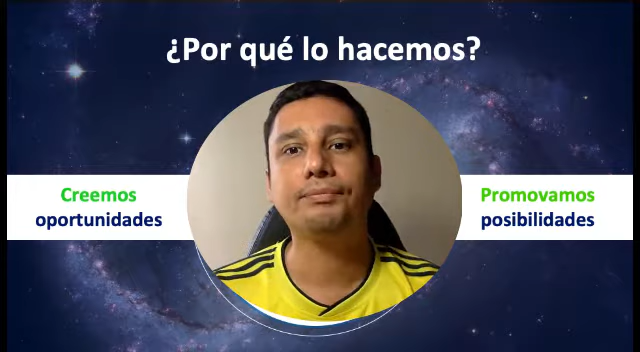 ¿Por qué lo hacemos?
Creemos
oportunidades
Promovamos
posibilidades